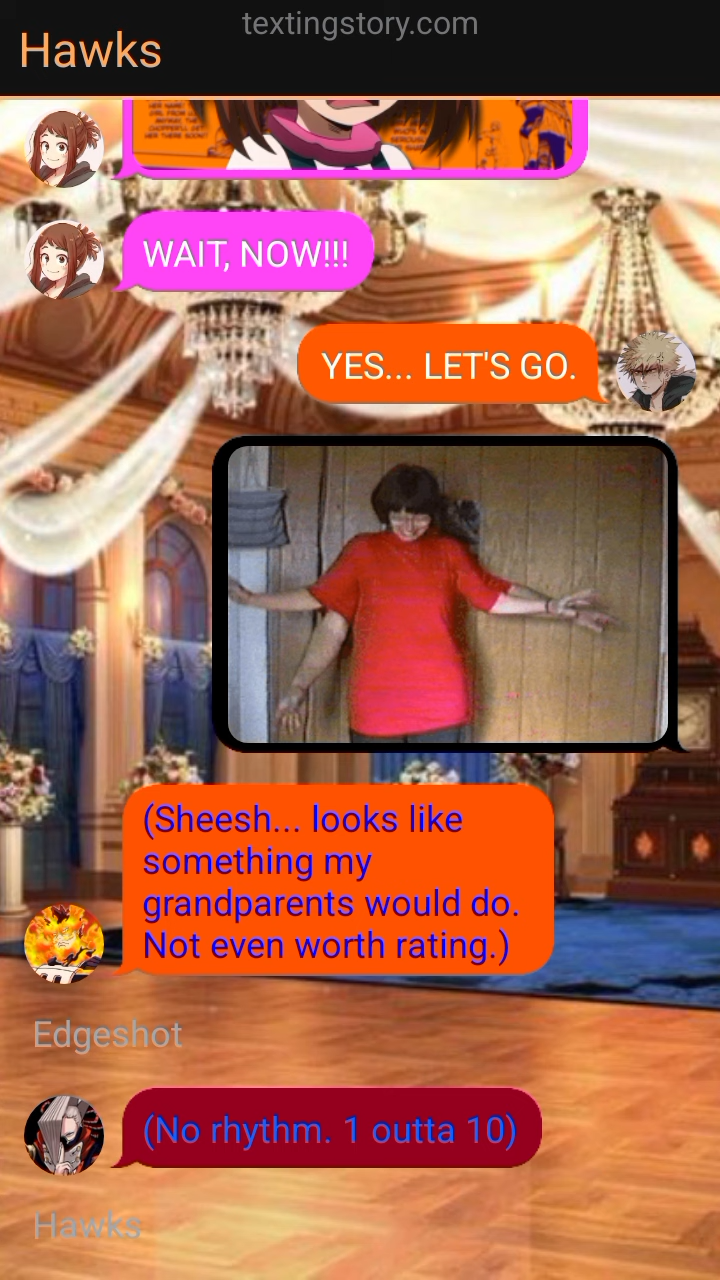 textingstory.com
Hawks
WAIT, NOW!!!
YES... LET'S GO.
(Sheesh... looks like
something my
grandparents would do.
Not even worth rating.)
Edgeshot
(No rhythm. 1 outta 10)
Hawks